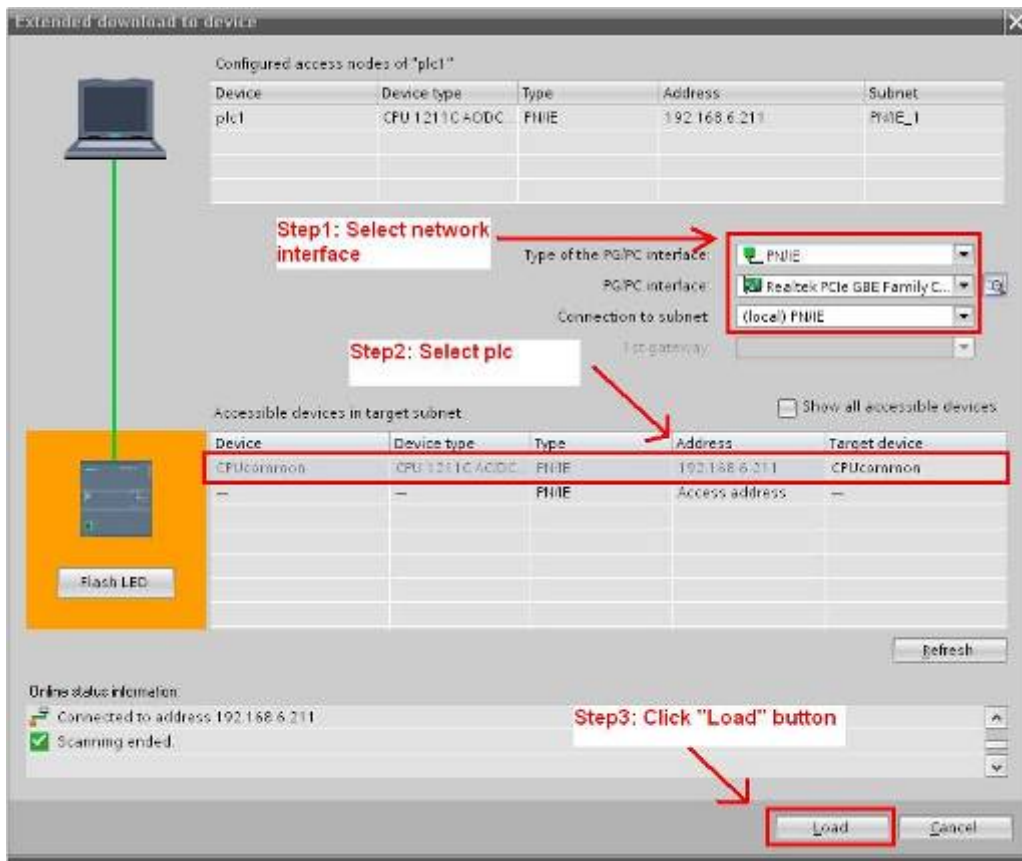 Extended download to device
Configured access nodes of "plc1"
Device Device type Type Address Subnet
plc1 CPU 1211C AC/DC... PN/IE 192.168.6.211 PN/IE_1
Step1: Select network
interface
Type of the PG/PC interface: PN/IE
PG/PC interface: Realtek PCIe GBE Family C...
Connection to subnet: (local) PN/IE
1st gateway:
Step2: Select plc
Accessible devices in target subnet:
Show all accessible devices
Device Device type Type Address Target device
CPUcommon CPU 1211C AC/DC... PN/IE 192.168.6.211 CPUcommon
— — PN/IE Access address —
Flash LED
Refresh
Online status information:
Connected to address 192.168.6.211
Scanning ended.
Step3: Click "Load" button
Load Cancel